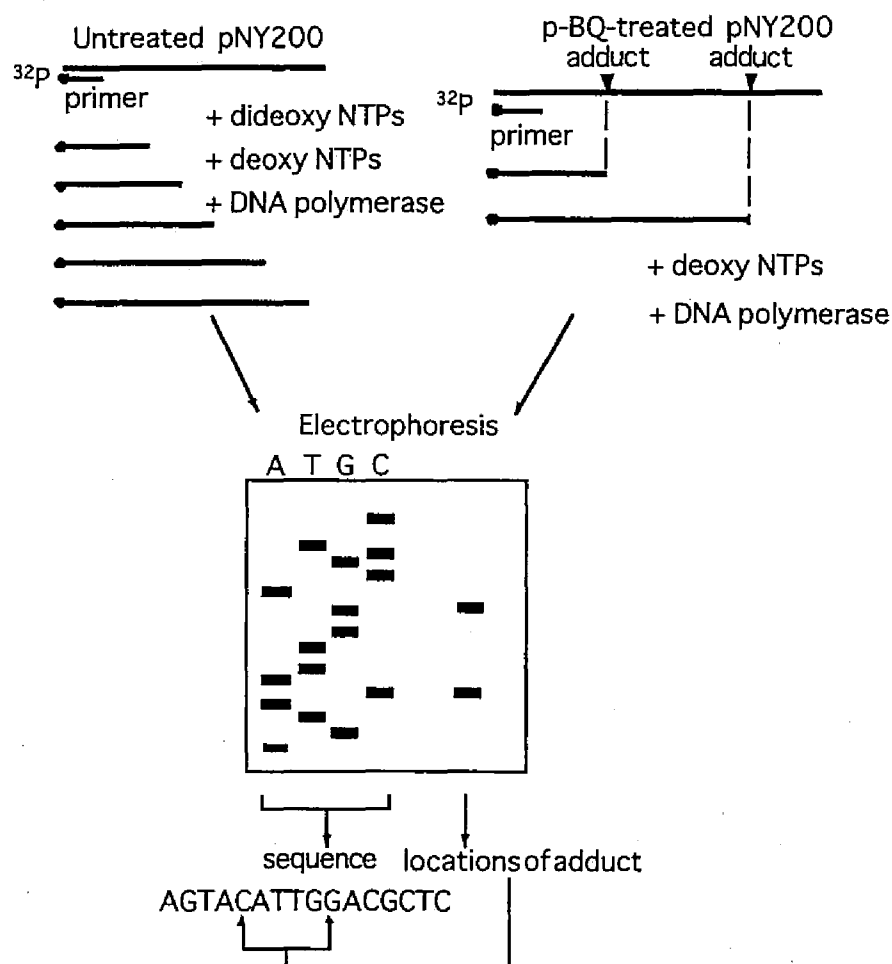 Untreated pNY200
32P
primer
+ dideoxy NTPs
+ deoxy NTPs
+ DNA polymerase
p-BQ-treated pNY200
adduct adduct
32P
primer
+ deoxy NTPs
+ DNA polymerase
Electrophoresis
A T G C
sequence
locations of adduct
AGTACATTGGACGCTC